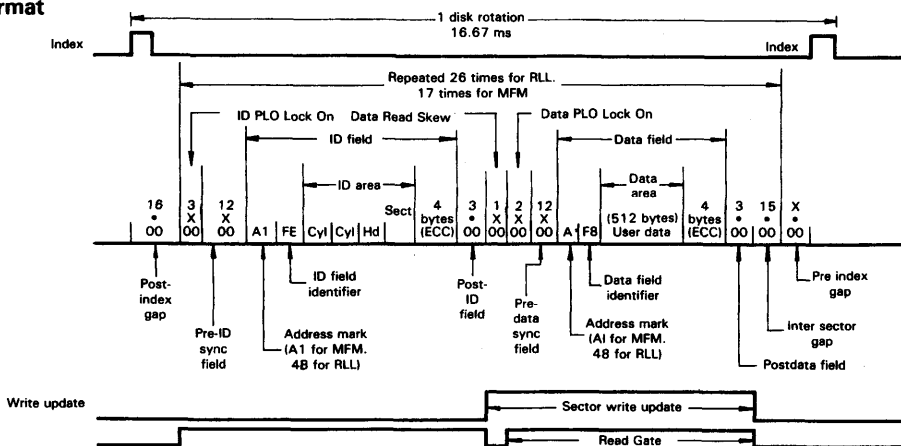 rmat
1 disk rotation
16.67 ms
Index
Index
Repeated 26 times for RLL.
17 times for MFM
ID PLO Lock On
Data Read Skew
Data PLO Lock On
ID field
Data field
ID area
Data
area
16
•
00
3
X
00
12
X
00
A1
FE
Cyl
Cyl
Hd
Sect
4
bytes
(ECC)
3
•
00
1
X
00
2
X
00
12
X
00
A
F8
(512 bytes)
User data
4
bytes
(ECC)
3
•
00
15
•
00
X
•
00
Post-
index
gap
Pre-ID
sync
field
ID field
identifier
Address mark
(A1 for MFM.
4B for RLL)
Post-
ID
field
Pre-
data
sync
field
Data field
identifier
Address mark
(AI for MFM.
48 for RLL)
Pre index
gap
Inter sector
gap
Postdata field
Write update
Sector write update
Read Gate